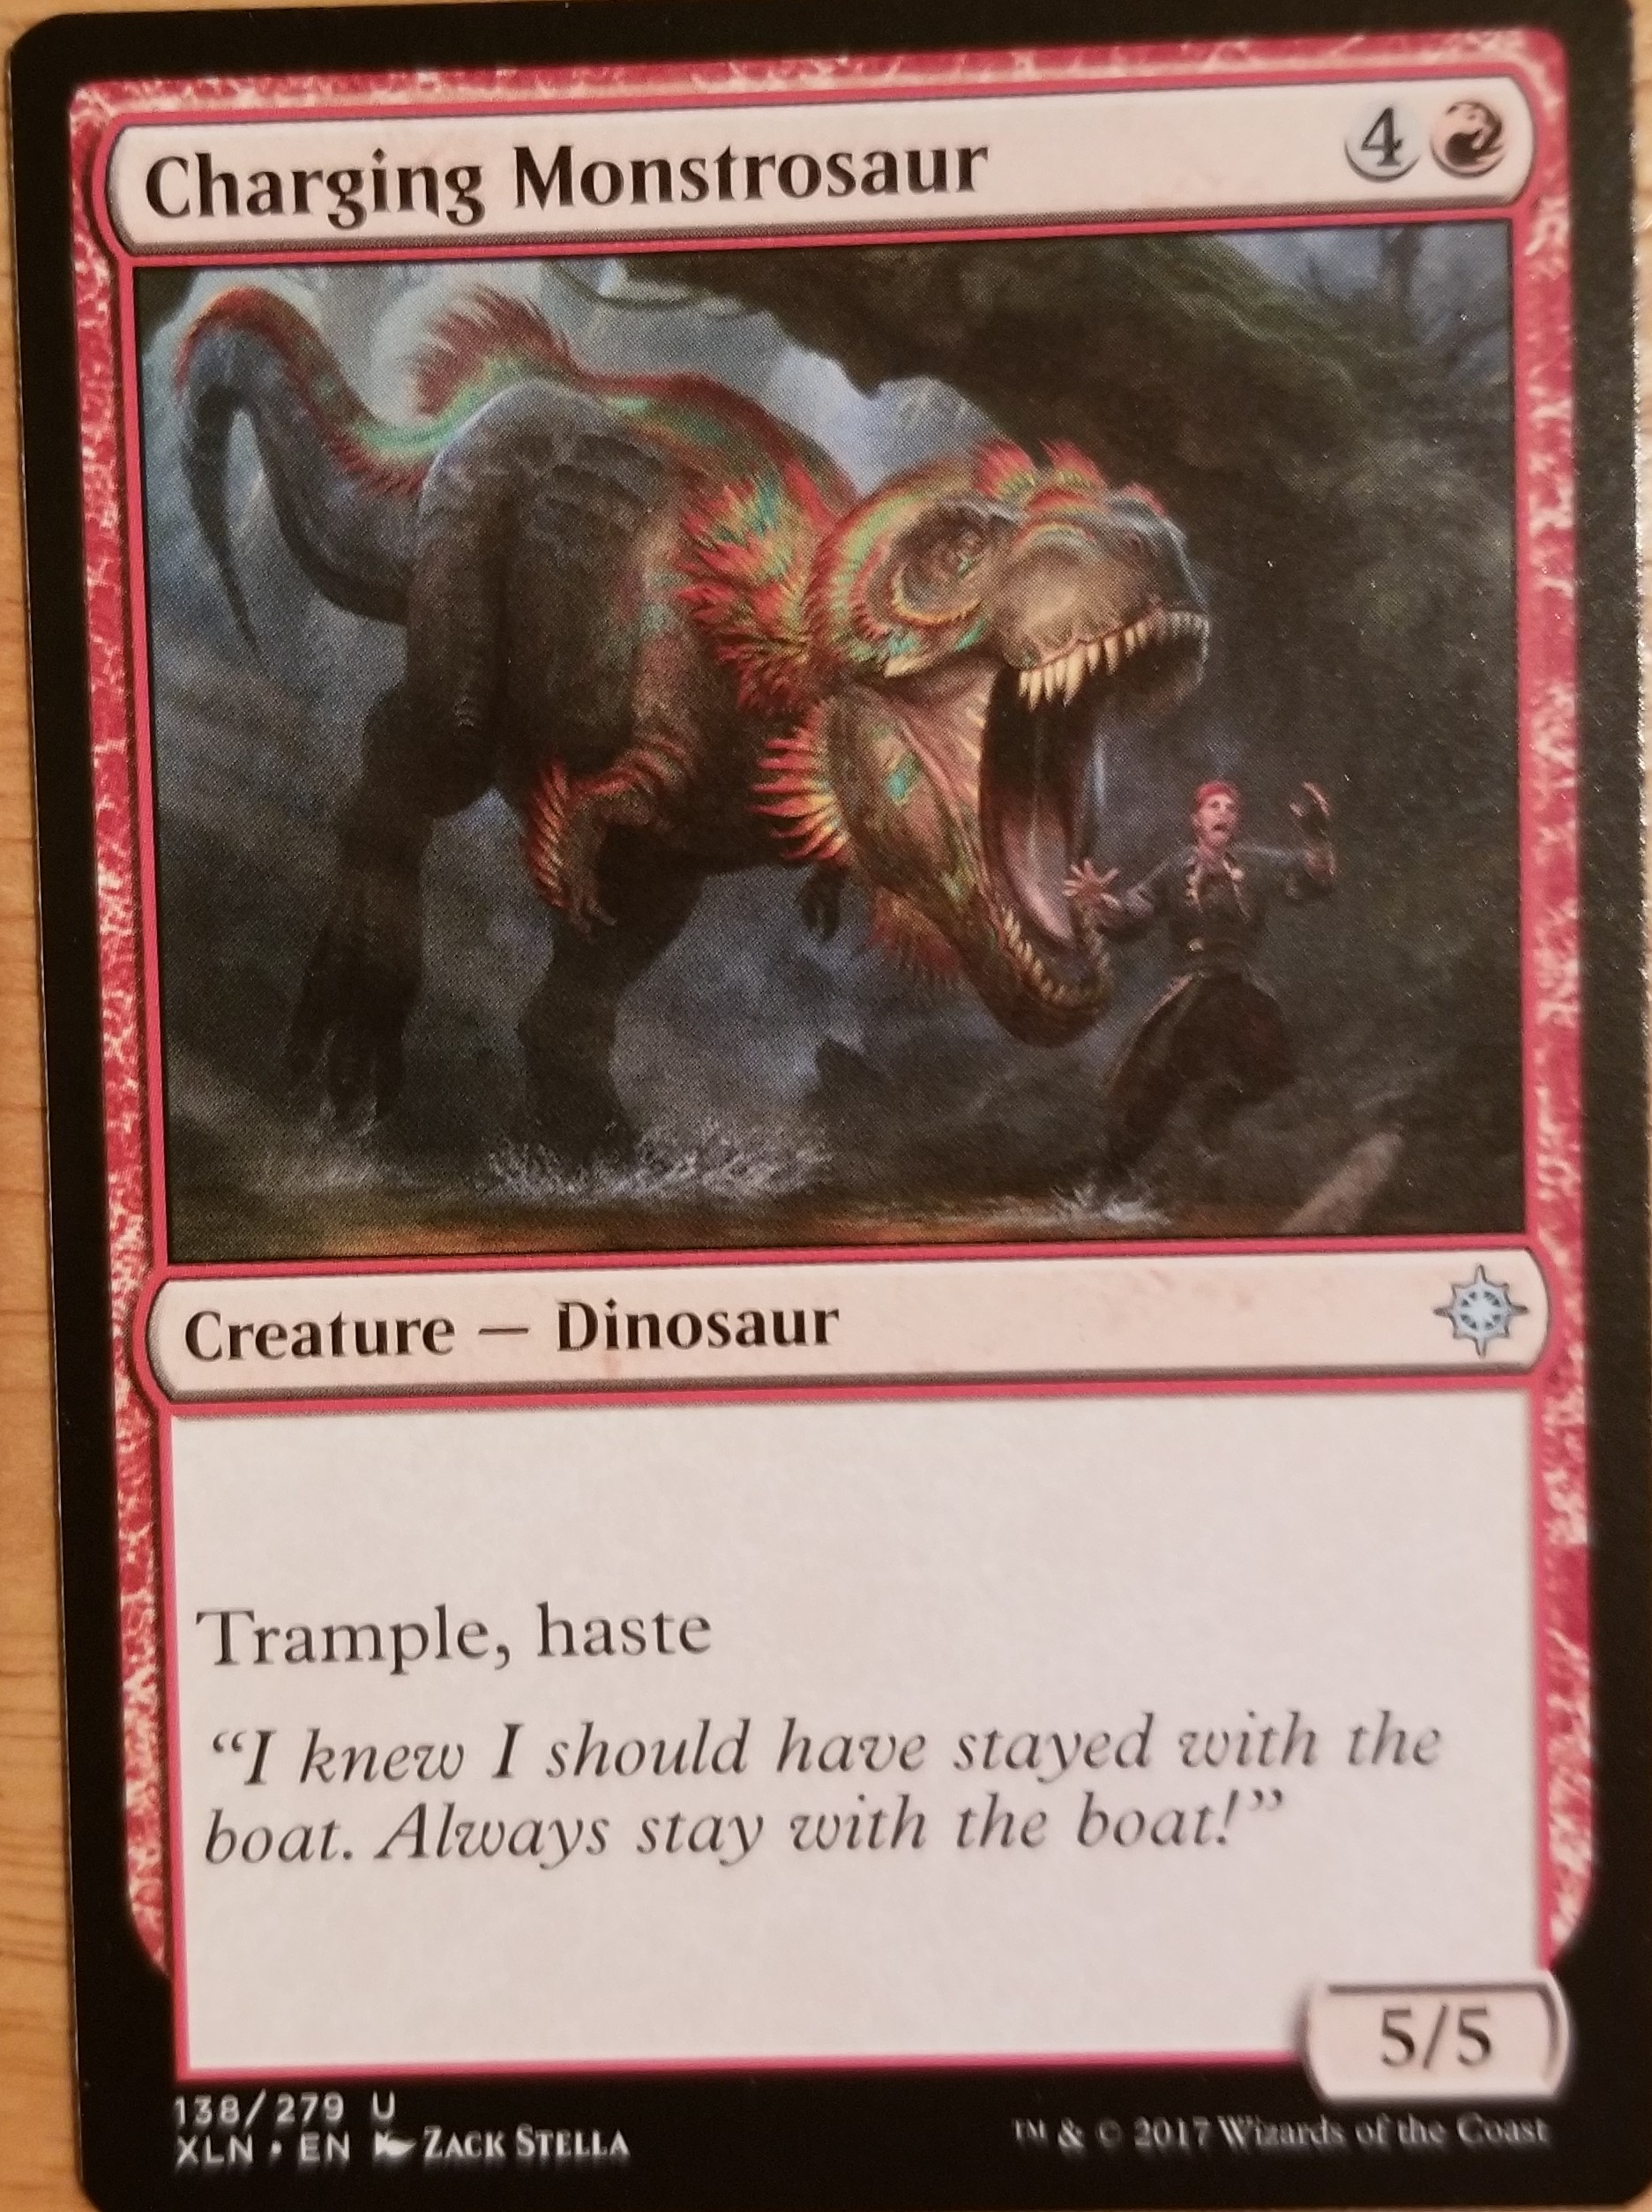 Charging Monstrosaur 4
Creature — Dinosaur
Trample, haste
“I knew I should have stayed with the
boat. Always stay with the boat!”
5/5
138/279 U
XLN • EN ZACK STELLA
™ & © 2017 Wizards of the Coast